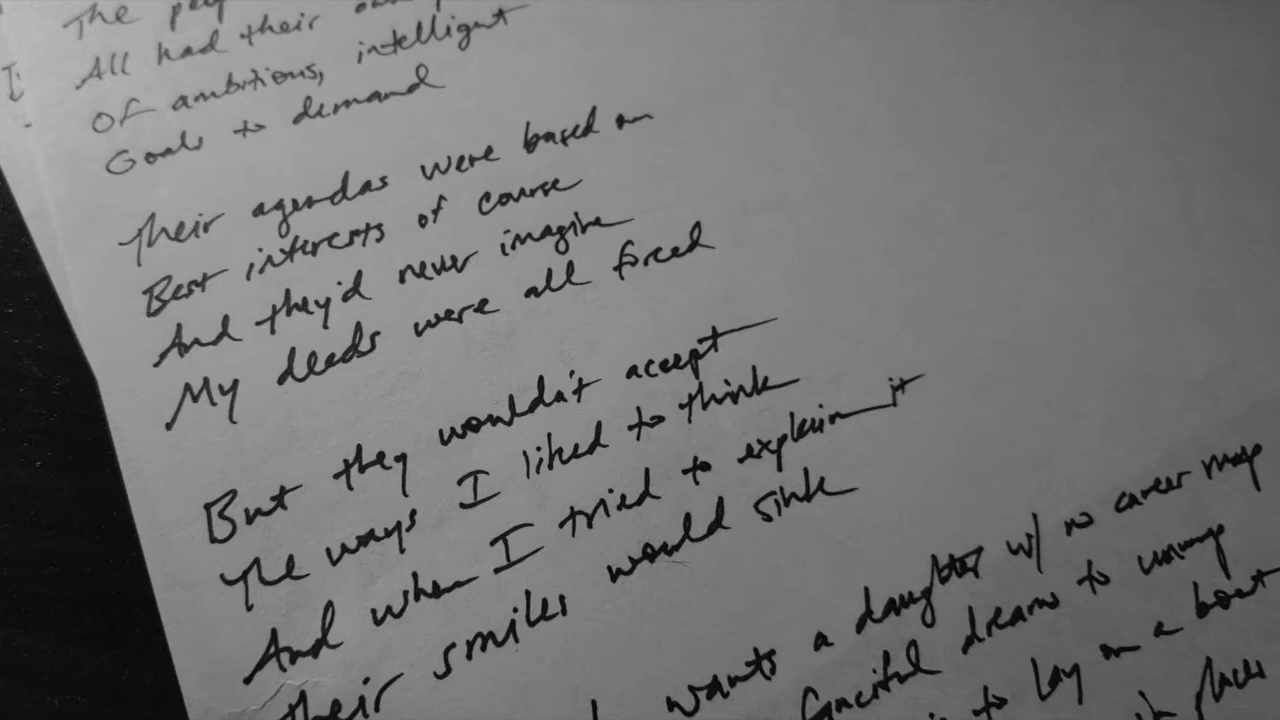 The
All had their
Of ambitious, intelligent
Goals to demand
Their agendas were based on
Best interests of course
And they'd never imagine
My deeds were all forced
But they wouldn't accept
The ways I liked to think
And when I tried to explain it
Their smiles would sink
wants a daughter w/ no career map
fanciful dreams to unwrap
to lay on a boat
places